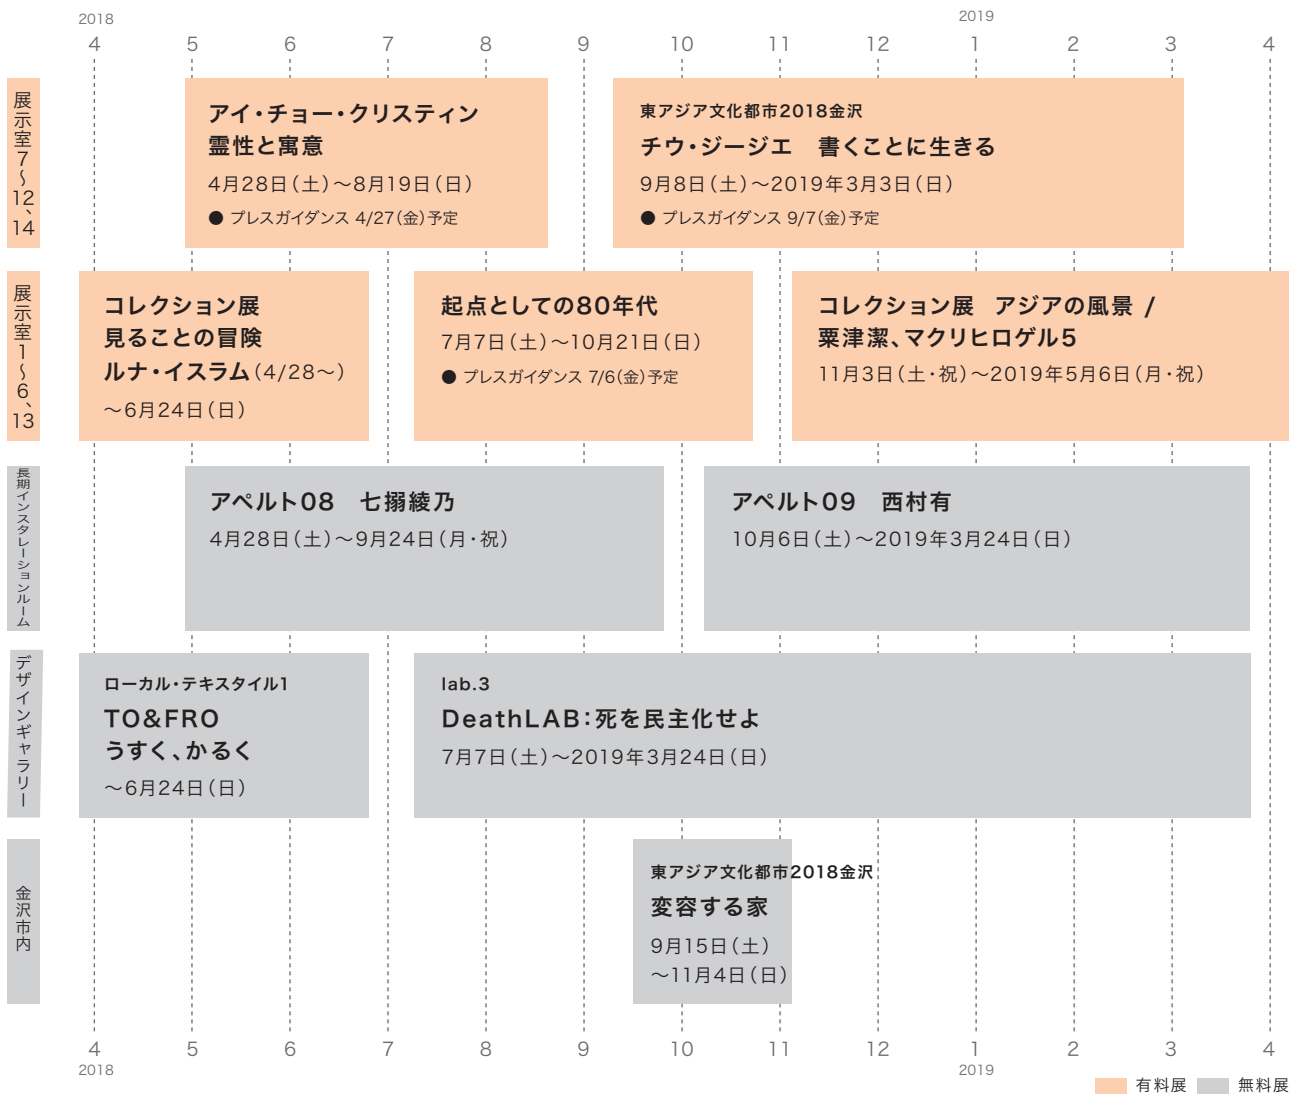 2018
2019
4 5 6 7 8 9 10 11 12 1 2 3 4
展示室7〜12、14
アイ・チョー・クリスティン
霊性と寓意
4月28日(土)〜8月19日(日)
● プレスガイダンス 4/27(金)予定
東アジア文化都市2018金沢
チウ・ジージエ　書くことに生きる
9月8日(土)〜2019年3月3日(日)
● プレスガイダンス 9/7(金)予定
展示室1〜6、13
コレクション展
見ることの冒険
ルナ・イスラム(4/28〜)
〜6月24日(日)
起点としての80年代
7月7日(土)〜10月21日(日)
● プレスガイダンス 7/6(金)予定
コレクション展　アジアの風景 /
粟津潔、マクリヒロゲル5
11月3日(土・祝)〜2019年5月6日(月・祝)
長期インスタレーションルーム
アペルト08　七搦綾乃
4月28日(土)〜9月24日(月・祝)
アペルト09　西村有
10月6日(土)〜2019年3月24日(日)
デザインギャラリー
ローカル・テキスタイル1
TO&FRO
うすく、かるく
〜6月24日(日)
lab.3
DeathLAB:死を民主化せよ
7月7日(土)〜2019年3月24日(日)
金沢市内
東アジア文化都市2018金沢
変容する家
9月15日(土)
〜11月4日(日)
4 5 6 7 8 9 10 11 12 1 2 3 4
2018
2019
有料展 無料展